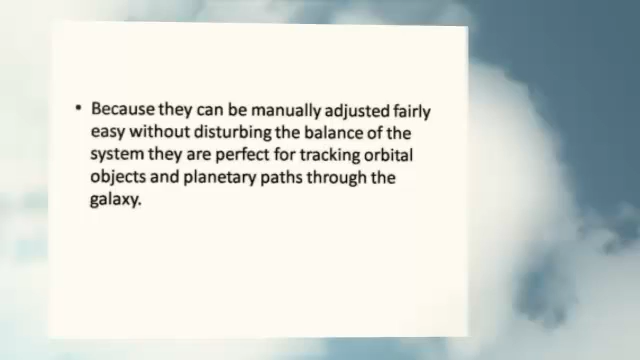 • Because they can be manually adjusted fairly
easy without disturbing the balance of the
system they are perfect for tracking orbital
objects and planetary paths through the
galaxy.